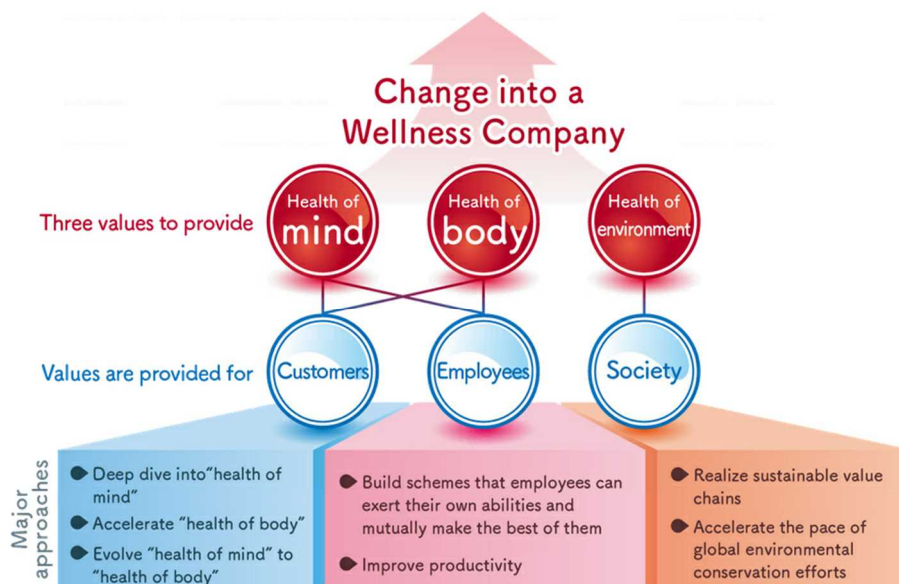 Change into a
Wellness Company
Three values to provide
Health of
mind
Health of
body
Health of
environment
Values are provided for
Customers
Employees
Society
Major
approaches
Deep dive into“health of
mind”
Accelerate “health of body”
Evolve “health of mind” to
“health of body”
Build schemes that employees can
exert their own abilities and
mutually make the best of them
Improve productivity
Realize sustainable value
chains
Accelerate the pace of
global environmental
conservation efforts